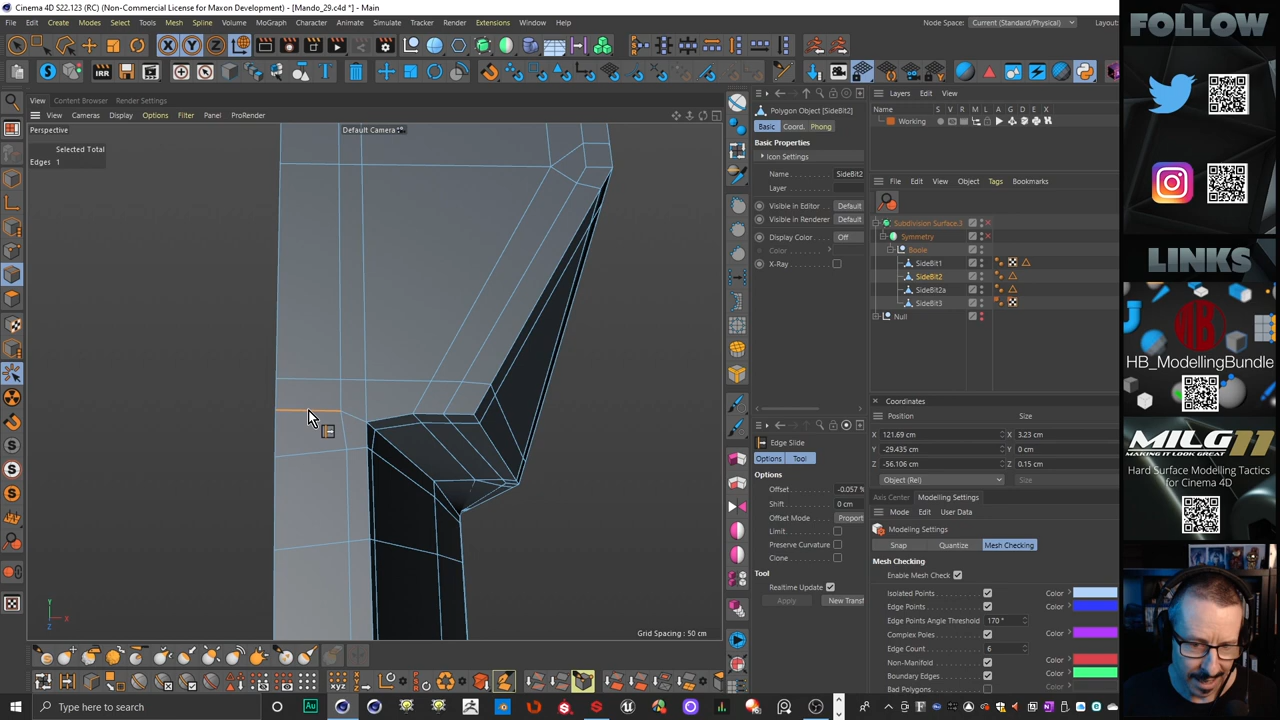 Cinema 4D S22.123 (RC) (Non-Commercial License for Maxon Development) - [Mando_29.c4d *] - Main
File Edit Create Modes Select Tools Mesh Spline Volume MoGraph Character Animate Simulate Tracker Render Extensions Window Help Node Space: Current (Standard/Physical) Layout:
View Content Browser Render Settings
View Cameras Display Options Filter Panel ProRender
Perspective
Default Camera
Selected Total
Edges 1
Grid Spacing : 50 cm
Polygon Object [SideBit2]
Basic Coord. Phong
Basic Properties
Icon Settings
Name SideBit2
Layer
Visible in Editor Default
Visible in Renderer Default
Display Color Off
Color
X-Ray
Edge Slide
Options Tool
Options
Offset -0.057 %
Shift 0 cm
Offset Mode Proport
Limit
Preserve Curvature
Clone
Tool
Realtime Update
Apply New Transf
Layers Edit View
Name S V R M L A G D E X
Working
File Edit View Object Tags Bookmarks
Subdivision Surface.3
Symmetry
Boole
SideBit1
SideBit2
SideBit2a
SideBit3
Null
Coordinates
Position Size
X 121.69 cm X 3.23 cm
Y -29.435 cm Y 0 cm
Z -56.106 cm Z 0.15 cm
Object (Rel) Size
Axis Center Modeling Settings
Mode Edit User Data
Modeling Settings
Snap Quantize Mesh Checking
Mesh Checking
Enable Mesh Check
Isolated Points Color
Edge Points Color
Edge Points Angle Threshold 170 °
Complex Poles Color
Edge Count 6
Non-Manifold Color
Boundary Edges Color
Bad Polygons Color
FOLLOW
LINKS
HB_ModellingBundle
MILG11
MAKING IT LOOK GREAT
Hard Surface Modelling Tactics
for Cinema 4D
Type here to search